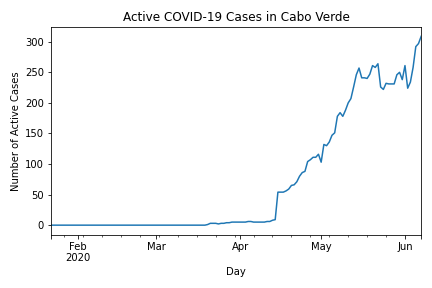 Active COVID-19 Cases in Cabo Verde
Number of Active Cases
300
250
200
150
100
50
0
Feb
2020
Mar
Apr
May
Jun
Day